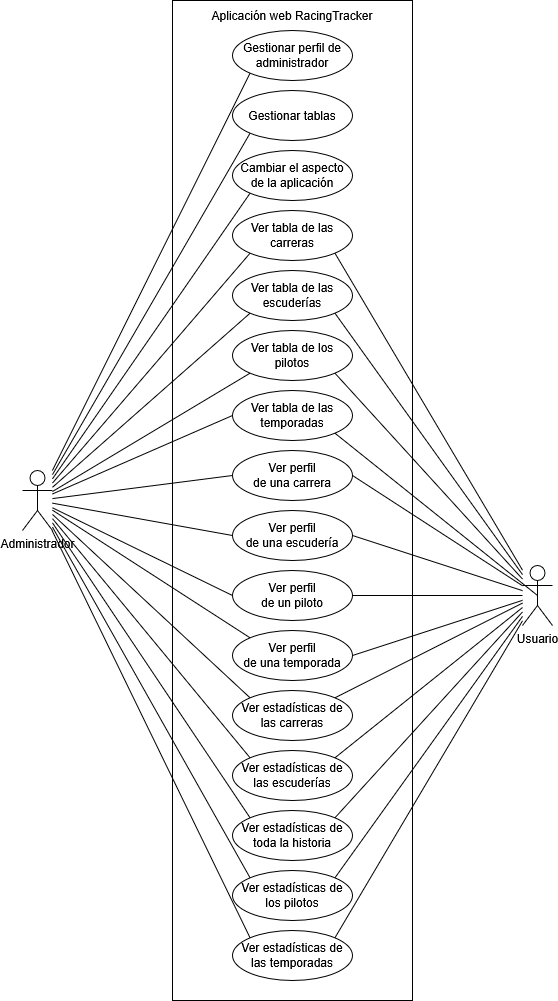 Aplicación web RacingTracker
Gestionar perfil de
administrador
Gestionar tablas
Cambiar el aspecto
de la aplicación
Ver tabla de las
carreras
Ver tabla de las
escuderías
Ver tabla de los
pilotos
Ver tabla de las
temporadas
Ver perfil
de una carrera
Ver perfil
de una escudería
Ver perfil
de un piloto
Ver perfil
de una temporada
Ver estadísticas de
las carreras
Ver estadísticas de
las escuderías
Ver estadísticas de
toda la historia
Ver estadísticas de
los pilotos
Ver estadísticas de
las temporadas
Administrador
Usuario